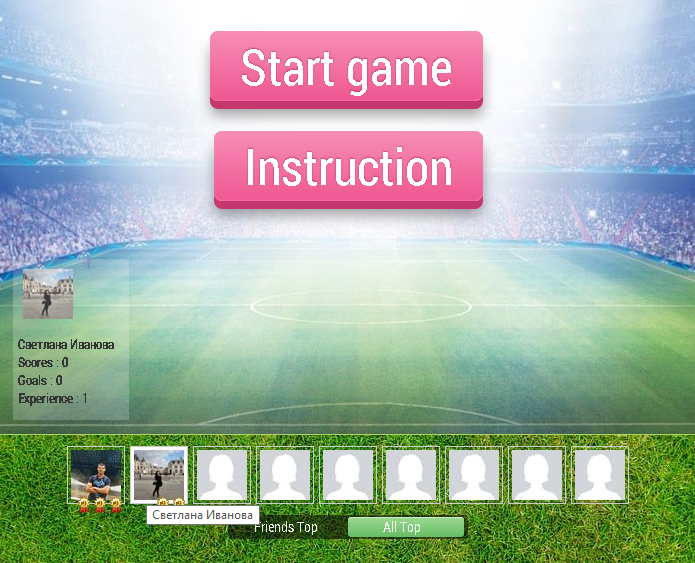 Start game
Instruction
Светлана Иванова
Scores : 0
Goals : 0
Experience : 1
Светлана Иванова
Friends Top
All Top